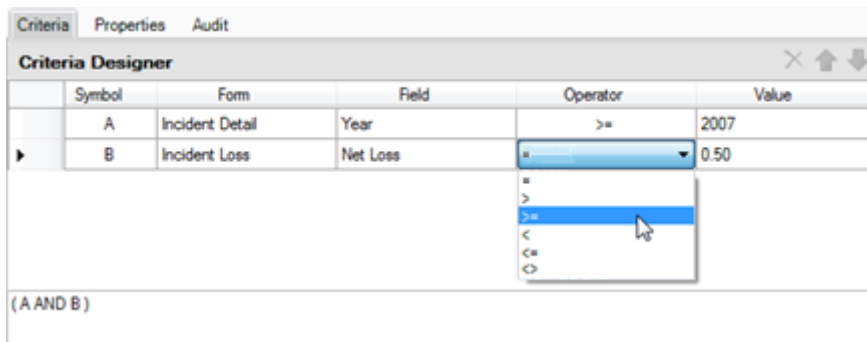 Criteria Properties Audit
Criteria Designer
Symbol Form Field Operator Value
A Incident Detail Year >= 2007
B Incident Loss Net Loss = 0.50
=
>
>=
<
<=
<>
( A AND B )